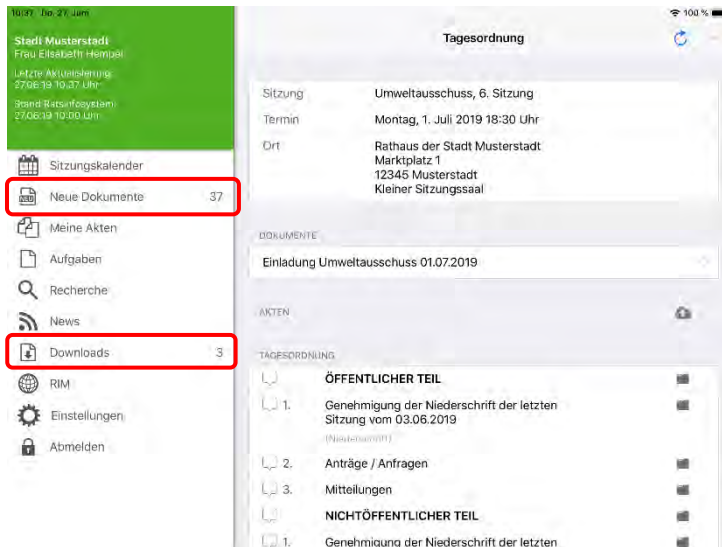 10:37 Do. 27. Juni
100 %
Stadt Musterstadt
Frau Elisabeth Hempel
Letzte Aktualisierung:
27.06.19 10:37 Uhr
Stand Ratsinfosystem:
27.06.19 10:00 Uhr
Sitzungskalender
Neue Dokumente 37
Meine Akten
Aufgaben
Recherche
News
Downloads 3
RIM
Einstellungen
Abmelden
Tagesordnung
Sitzung Umweltausschuss, 6. Sitzung
Termin Montag, 1. Juli 2019 18:30 Uhr
Ort Rathaus der Stadt Musterstadt
Marktplatz 1
12345 Musterstadt
Kleiner Sitzungssaal
DOKUMENTE
Einladung Umweltausschuss 01.07.2019
AKTEN
TAGESORDNUNG
ÖFFENTLICHER TEIL
1. Genehmigung der Niederschrift der letzten
Sitzung vom 03.06.2019
(Niederschrift)
2. Anträge / Anfragen
3. Mitteilungen
NICHTÖFFENTLICHER TEIL
1. Genehmigung der Niederschrift der letzten